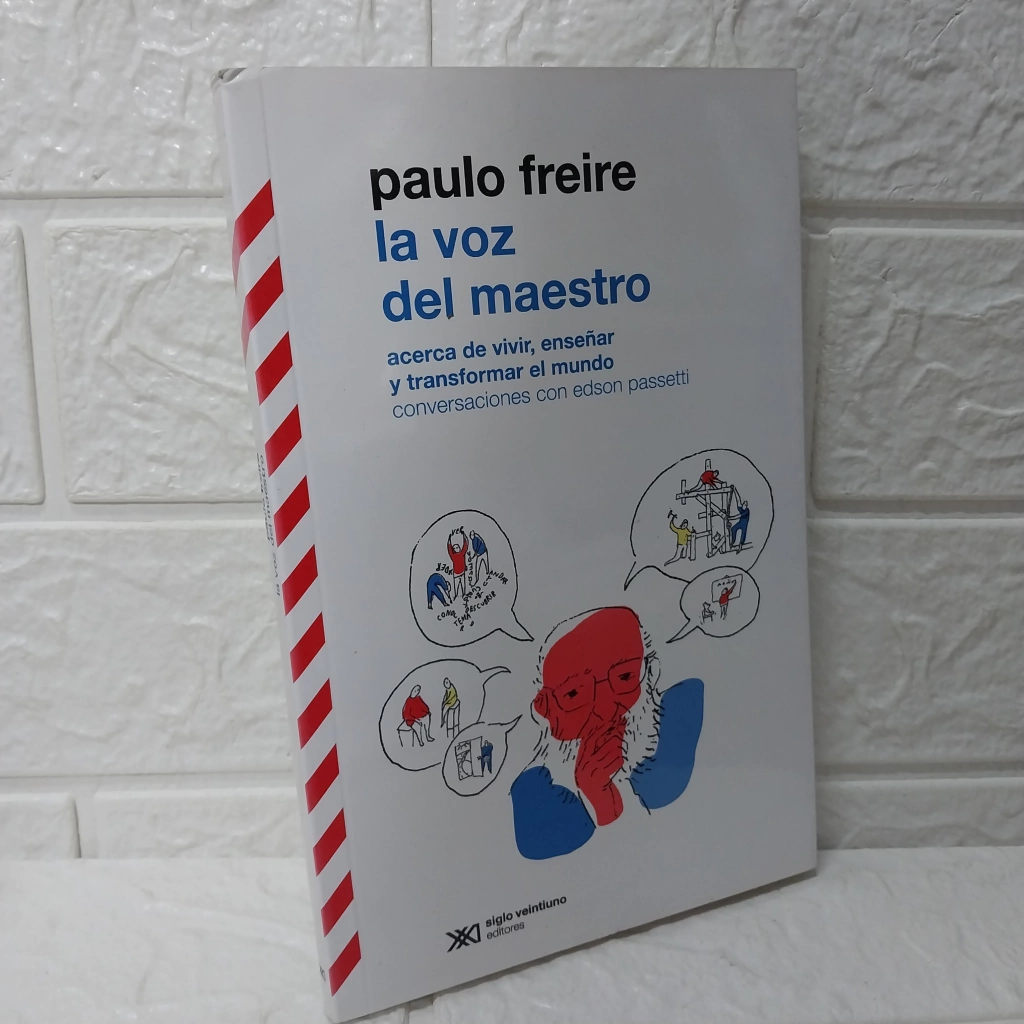 paulo freire
la voz
del maestro
acerca de vivir, enseñar
y transformar el mundo
conversaciones con edson passetti
siglo veintiuno
editores